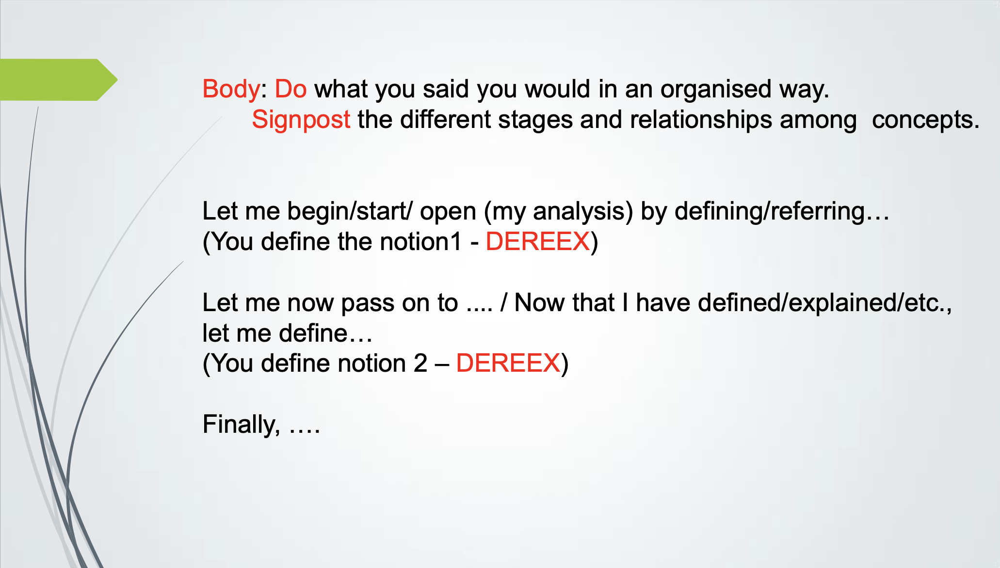 Body: Do what you said you would in an organised way.
Signpost the different stages and relationships among  concepts.
Let me begin/start/ open (my analysis) by defining/referring…
(You define the notion1 - DEREEX)
Let me now pass on to .... / Now that I have defined/explained/etc.,
let me define…
(You define notion 2 – DEREEX)
Finally, ….